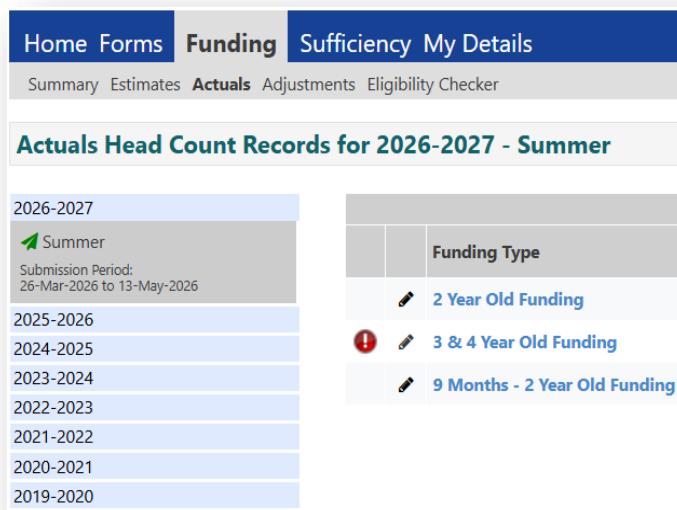 Home Forms Funding Sufficiency My Details
Summary Estimates Actuals Adjustments Eligibility Checker
Actuals Head Count Records for 2026-2027 - Summer
2026-2027
Summer
Submission Period:
26-Mar-2026 to 13-May-2026
2025-2026
2024-2025
2023-2024
2022-2023
2021-2022
2020-2021
2019-2020
Funding Type
2 Year Old Funding
3 & 4 Year Old Funding
9 Months - 2 Year Old Funding